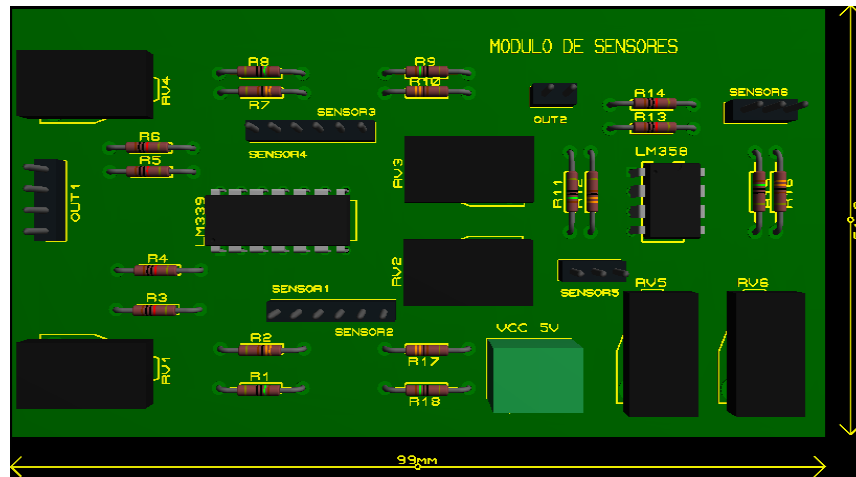 MODULO DE SENSORES
R8
R9
R7
R10
RV4
SENSOR3
SENSOR4
OUT2
R14
R13
SENSOR6
R6
R5
LM358
RV3
OUT1
LM339
R11
R4
RV2
SENSOR5
R3
SENSOR1
SENSOR2
RV5
RV6
VCC 5V
R2
R17
RV1
R1
R18
99mm